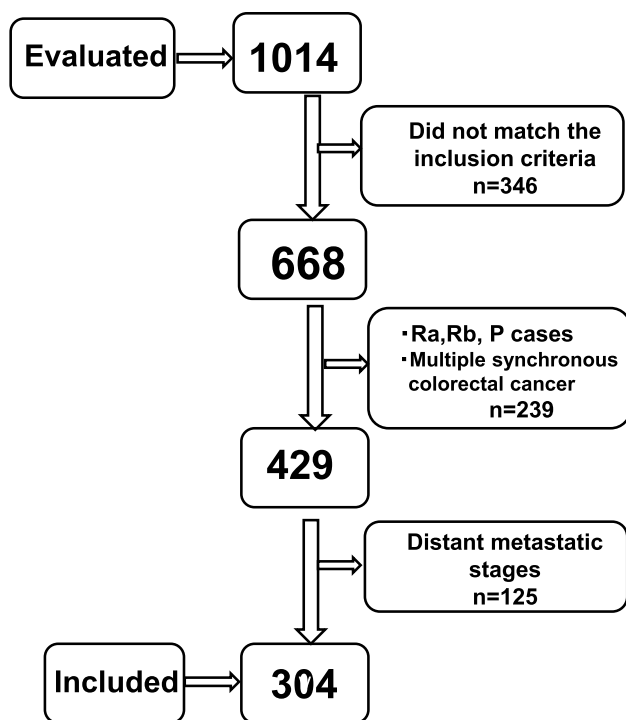 Evaluated
1014
Did not match the
inclusion criteria
n=346
668
·Ra,Rb, P cases
·Multiple synchronous
colorectal cancer
n=239
429
Distant metastatic
stages
n=125
Included
304